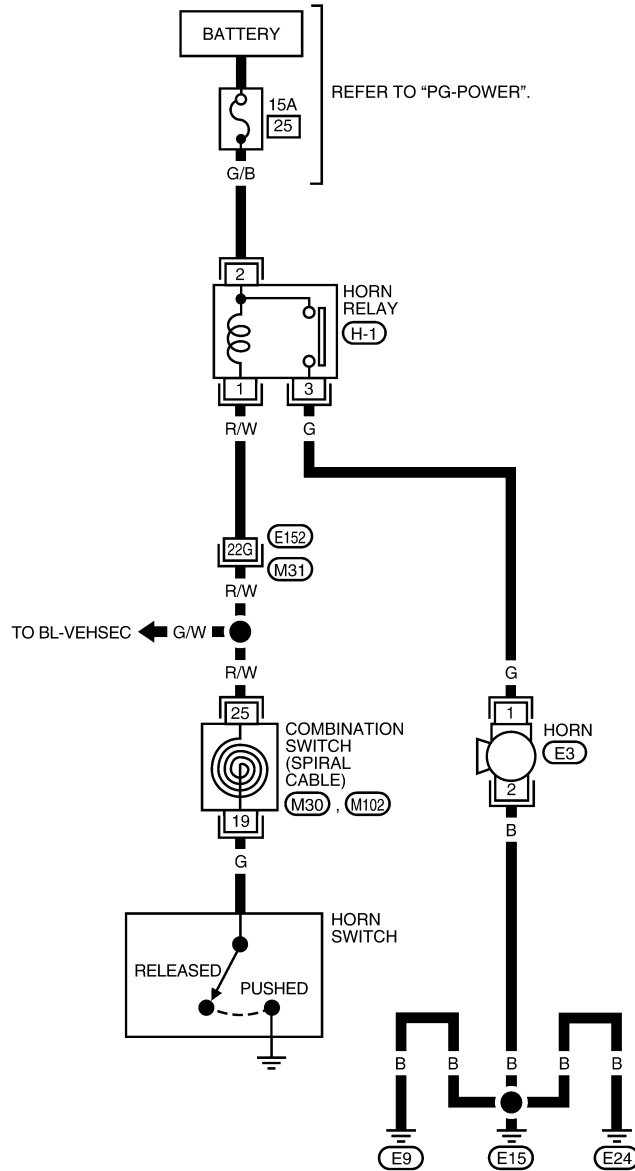 BATTERY
15A
25
REFER TO “PG-POWER”.
G/B
2
HORN
RELAY
H-1
1
3
R/W
G
22G
E152
M31
R/W
TO BL-VEHSEC
G/W
R/W
G
25
COMBINATION
SWITCH
(SPIRAL
CABLE)
M30 , M102
1
HORN
E3
2
19
B
G
HORN
SWITCH
RELEASED
PUSHED
B
B
B
B
B
E9
E15
E24